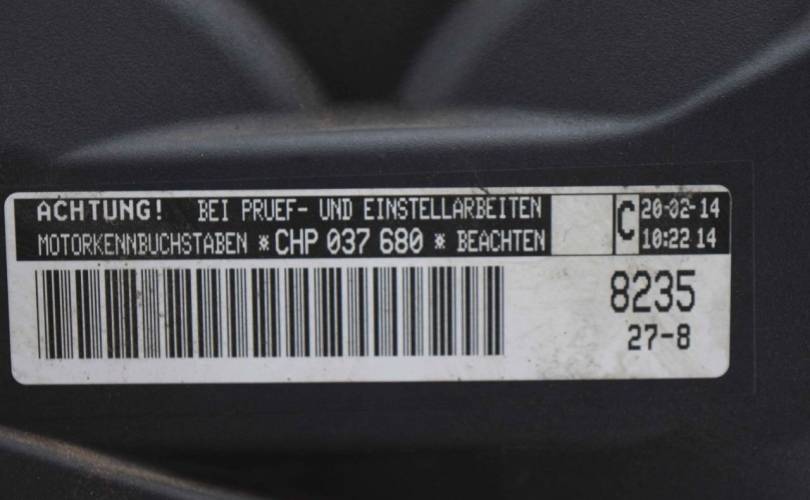 ACHTUNG! BEI PRUEF- UND EINSTELLARBEITEN
MOTORKENNBUCHSTABEN *CHP 037 680* BEACHTEN
C
20-02-14
10:22 14
8235
27-8